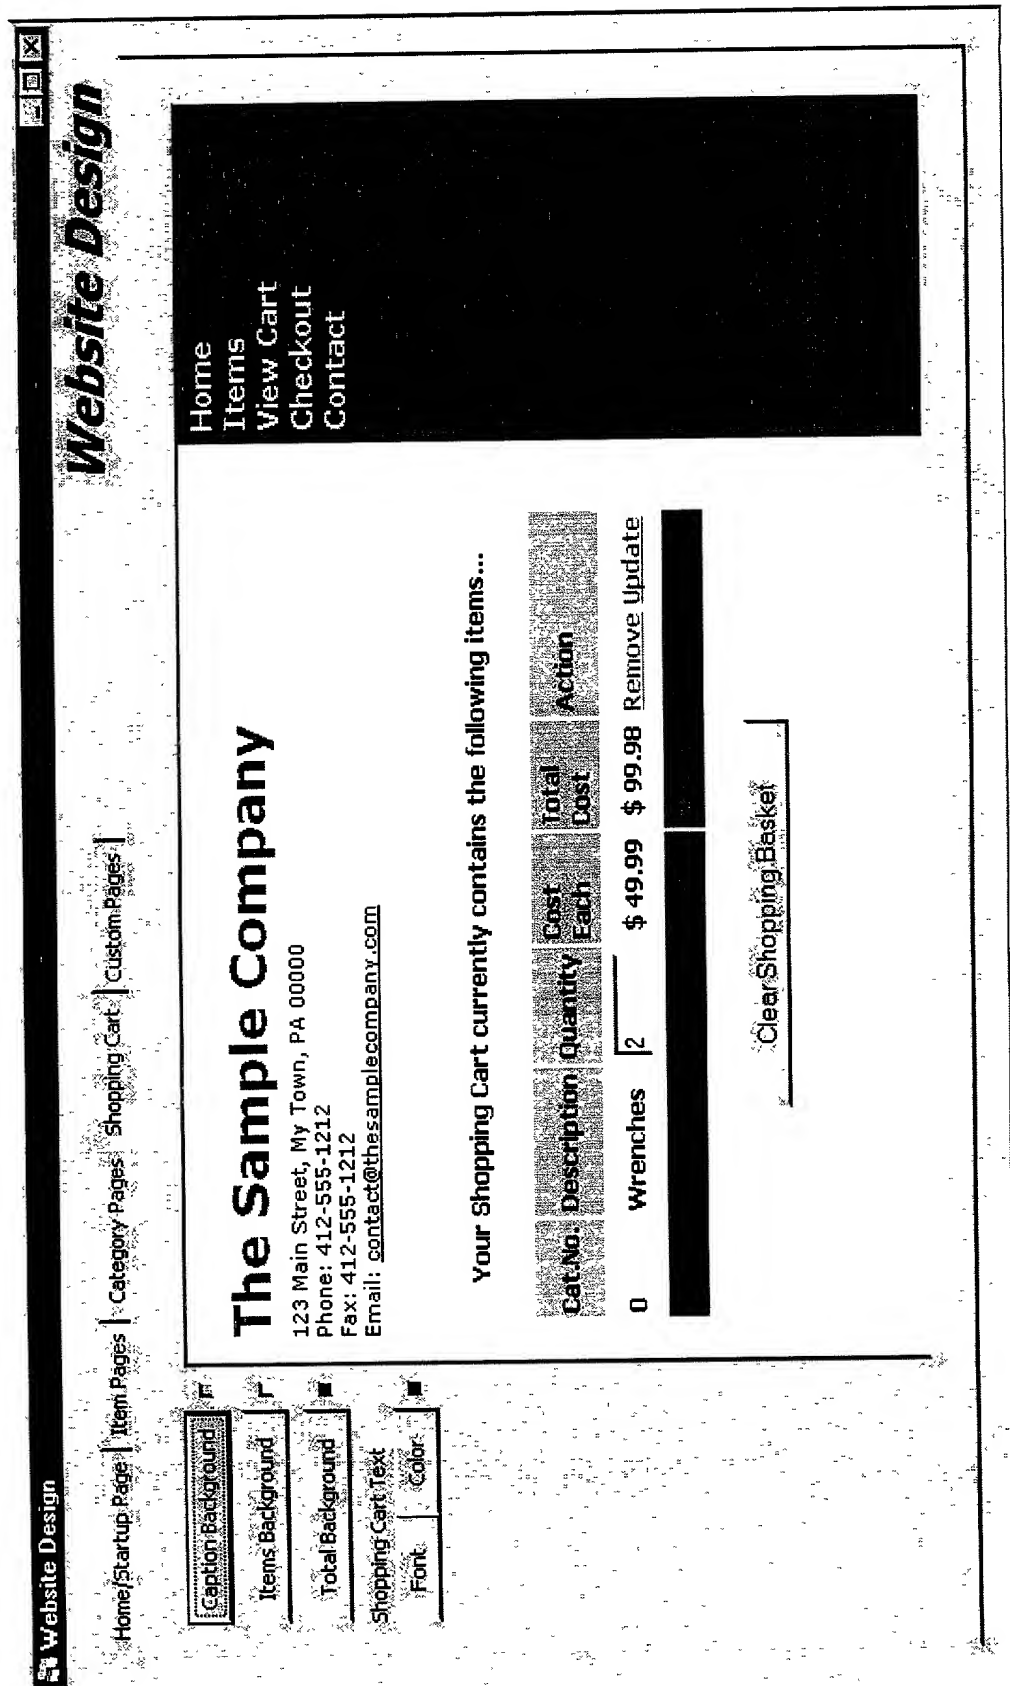 Website Design
Website Design
Home/Startup Page Item Pages Category Pages Shopping Cart Custom Pages
Caption Background
Items Background
Total Background
Shopping Cart Text
Font Color
The Sample Company
123 Main Street, My Town, PA 00000
Phone: 412-555-1212
Fax: 412-555-1212
Email: contact@thesamplecompany.com
Your Shopping Cart currently contains the following items...
Cat.No. Description Quantity Cost Each Total Cost Action
0 Wrenches 2 $ 49.99 $ 99.98 Remove Update
Clear Shopping Basket
Home
Items
View Cart
Checkout
Contact